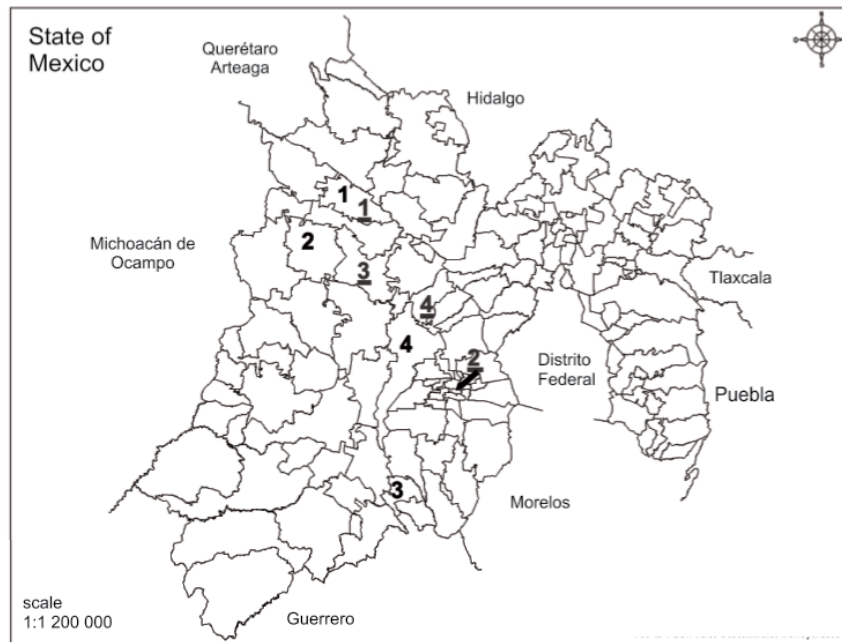 State of
Mexico
Querétaro
Arteaga
Hidalgo
1
1
2
Michoacán de
Ocampo
3
Tlaxcala
4
4
2
Distrito
Federal
Puebla
3
Morelos
scale
1:1 200 000
Guerrero